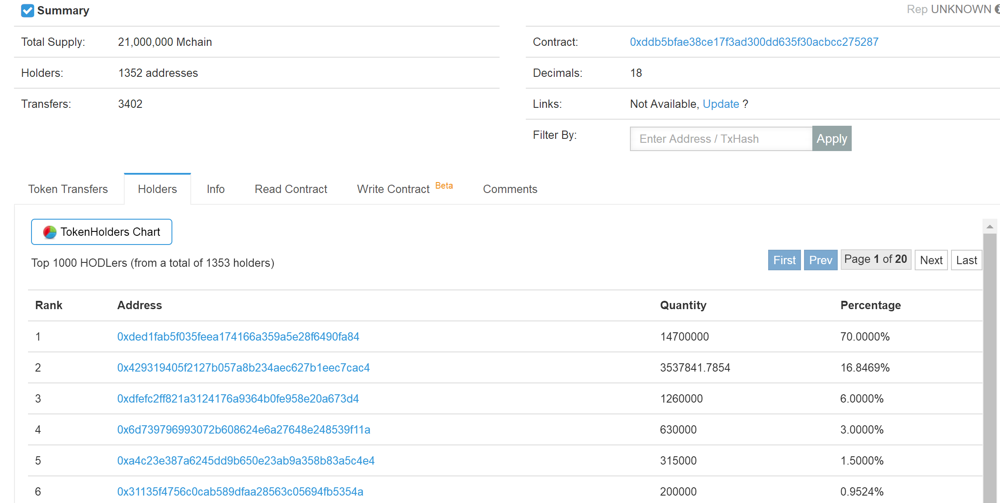 Summary
Rep UNKNOWN
Total Supply: 21,000,000 Mchain
Contract: 0xddb5bfae38ce17f3ad300dd635f30acbcc275287
Holders: 1352 addresses
Decimals: 18
Transfers: 3402
Links: Not Available, Update ?
Filter By: Enter Address / TxHash Apply
Token Transfers Holders Info Read Contract Write Contract Beta Comments
TokenHolders Chart
Top 1000 HODLers (from a total of 1353 holders)
First Prev Page 1 of 20 Next Last
Rank Address Quantity Percentage
1 0xded1fab5f035feea174166a359a5e28f6490fa84 14700000 70.0000%
2 0x429319405f2127b057a8b234aec627b1eec7cac4 3537841.7854 16.8469%
3 0xdfefc2ff821a3124176a9364b0fe958e20a673d4 1260000 6.0000%
4 0x6d739796993072b608624e6a27648e248539f11a 630000 3.0000%
5 0xa4c23e387a6245dd9b650e23ab9a358b83a5c4e4 315000 1.5000%
6 0x31135f4756c0cab589dfaa28563c05694fb5354a 200000 0.9524%